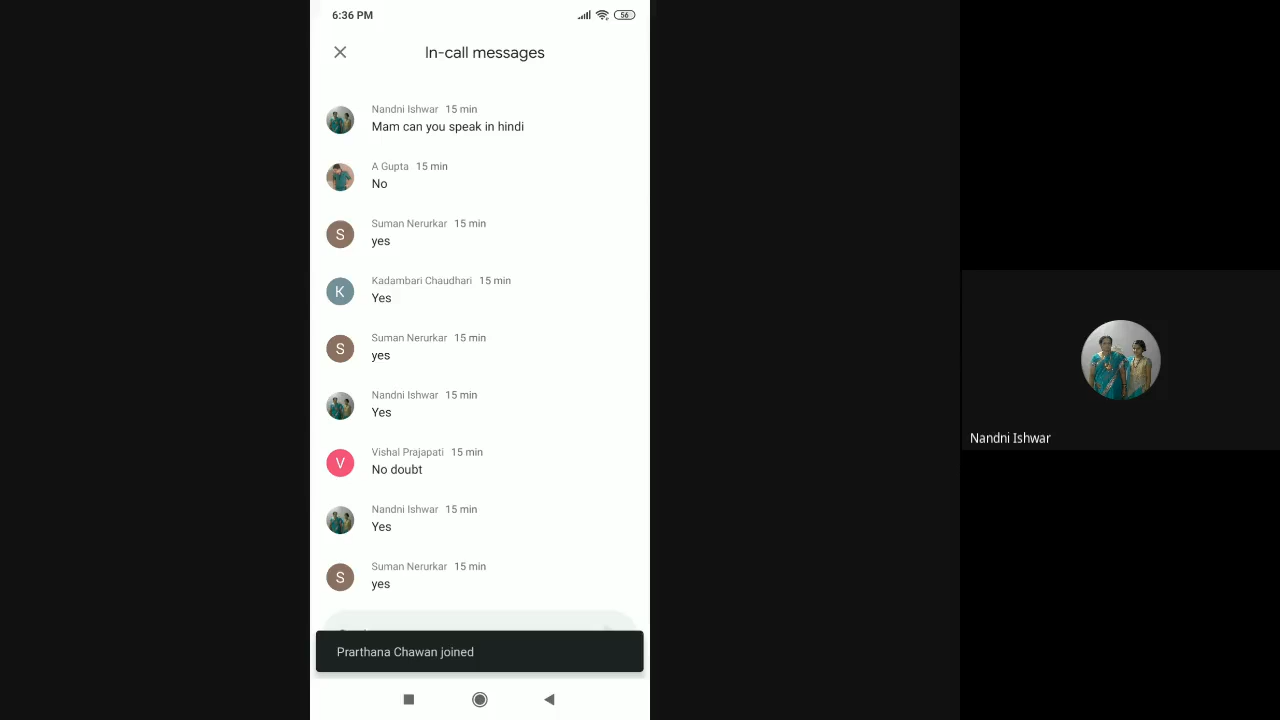 6:36 PM
56
In-call messages
Nandni Ishwar 15 min
Mam can you speak in hindi
A Gupta 15 min
No
S
Suman Nerurkar 15 min
yes
K
Kadambari Chaudhari 15 min
Yes
S
Suman Nerurkar 15 min
yes
Nandni Ishwar 15 min
Yes
V
Vishal Prajapati 15 min
No doubt
Nandni Ishwar 15 min
Yes
S
Suman Nerurkar 15 min
yes
Prarthana Chawan joined
Nandni Ishwar